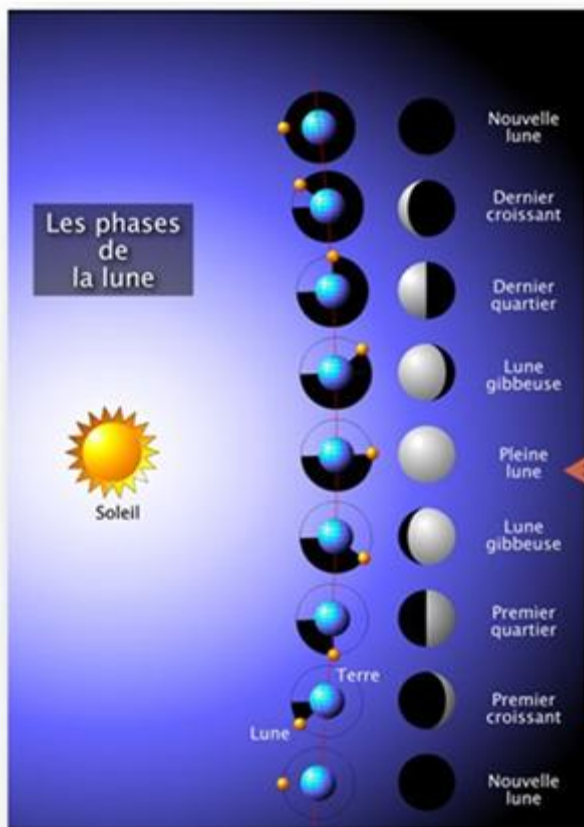 Nouvelle
lune
Dernier
croissant
Les phases
de
la lune
Dernier
quartier
Lune
gibbeuse
Pleine
lune
Soleil
Lune
gibbeuse
Premier
quartier
Terre
Premier
croissant
Lune
Nouvelle
lune